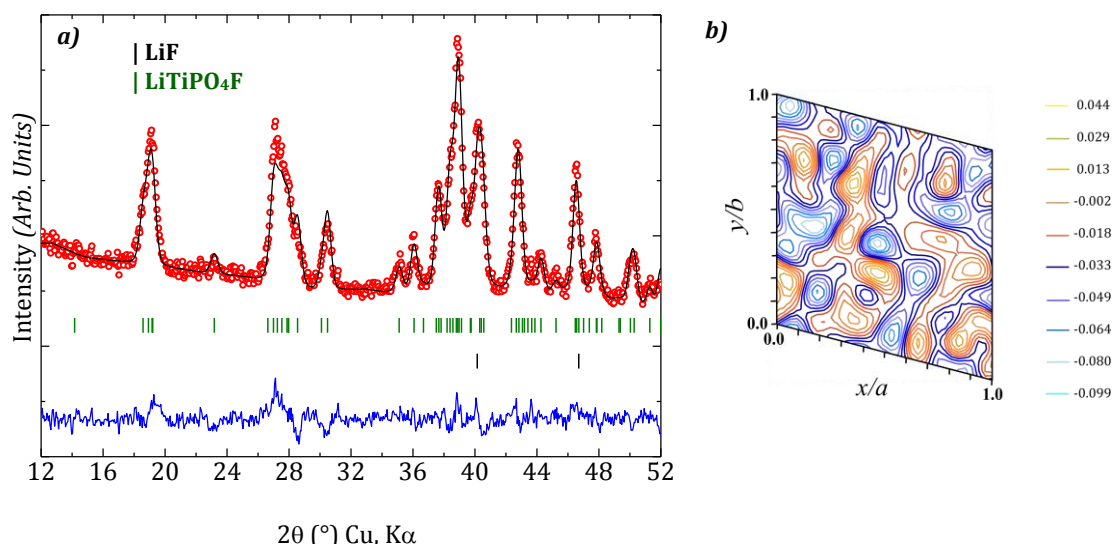 a)
| LiF
| LiTiPO₄F
Intensity (Arb. Units)
12 16 20 24 28 32 36 40 44 48 52
2θ (°) Cu, Kα
b)
1.0
y/b
0.0
0.0
x/a
1.0
0.044
0.029
0.013
-0.002
-0.018
-0.033
-0.049
-0.064
-0.080
-0.099